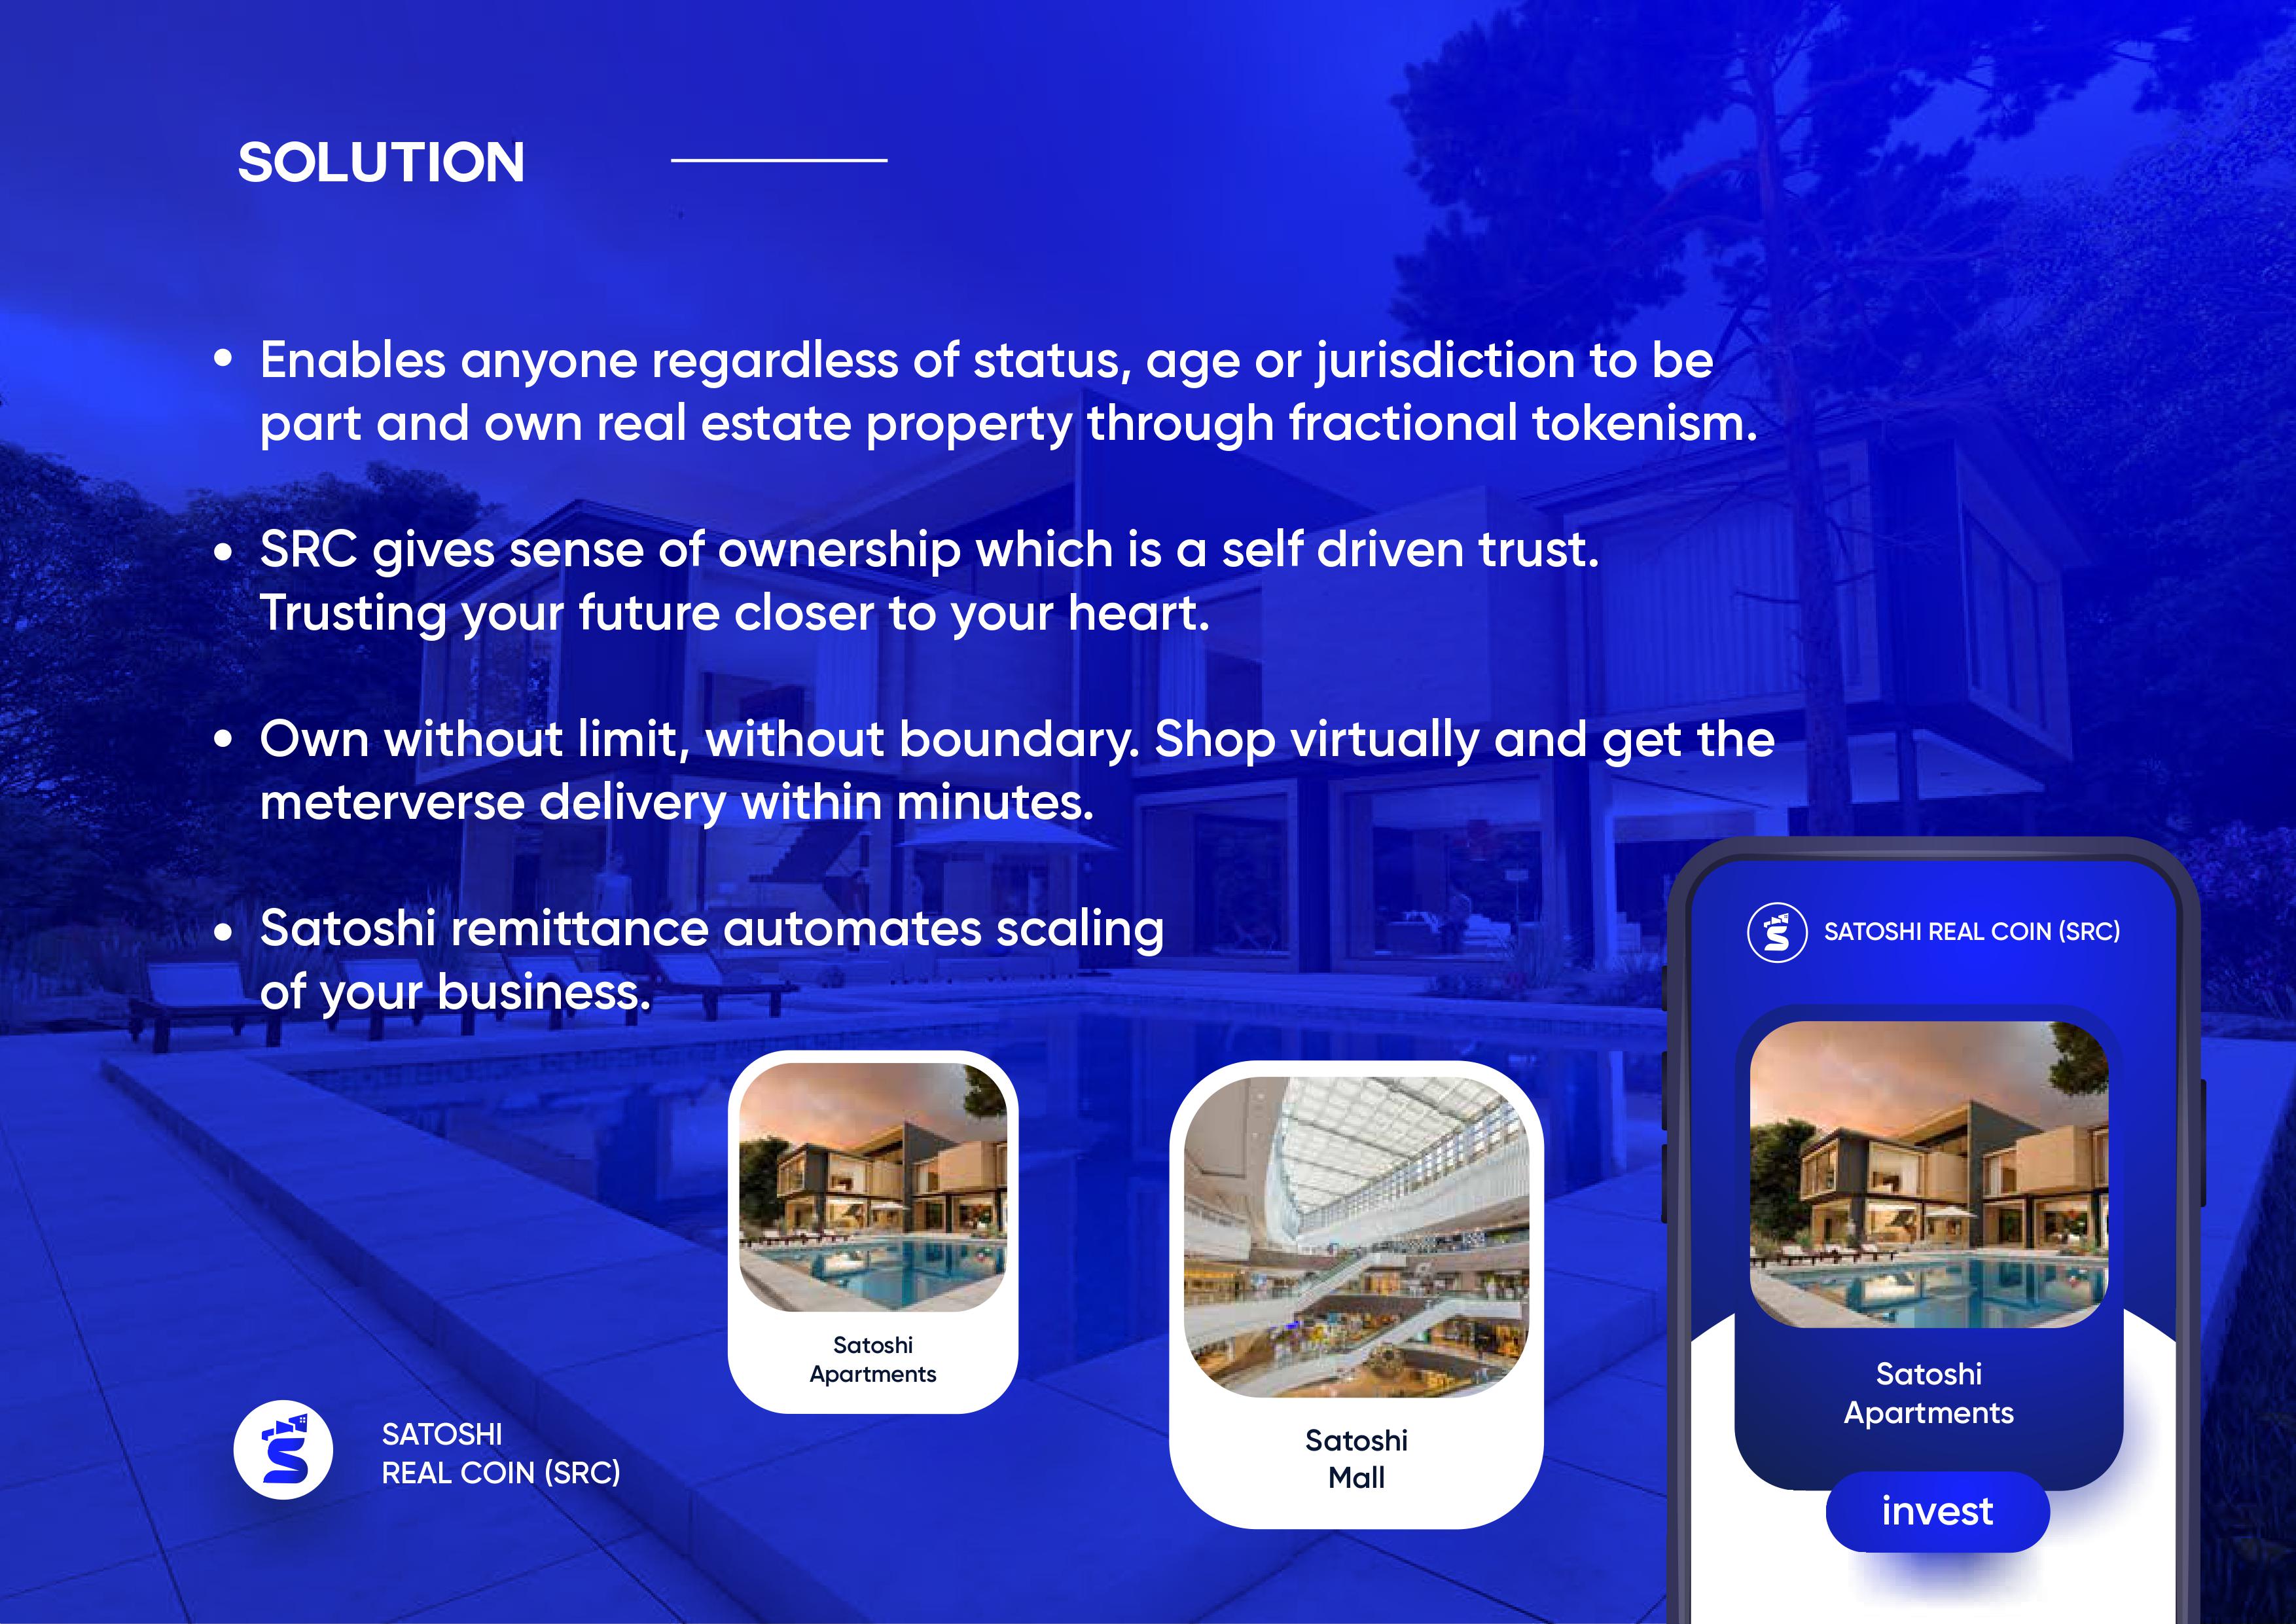 SOLUTION
• Enables anyone regardless of status, age or jurisdiction to be
part and own real estate property through fractional tokenism.
• SRC gives sense of ownership which is a self driven trust.
Trusting your future closer to your heart.
• Own without limit, without boundary. Shop virtually and get the
meterverse delivery within minutes.
• Satoshi remittance automates scaling
of your business.
SATOSHI REAL COIN (SRC)
Satoshi
Apartments
Satoshi
Mall
Satoshi
Apartments
invest
SATOSHI
REAL COIN (SRC)